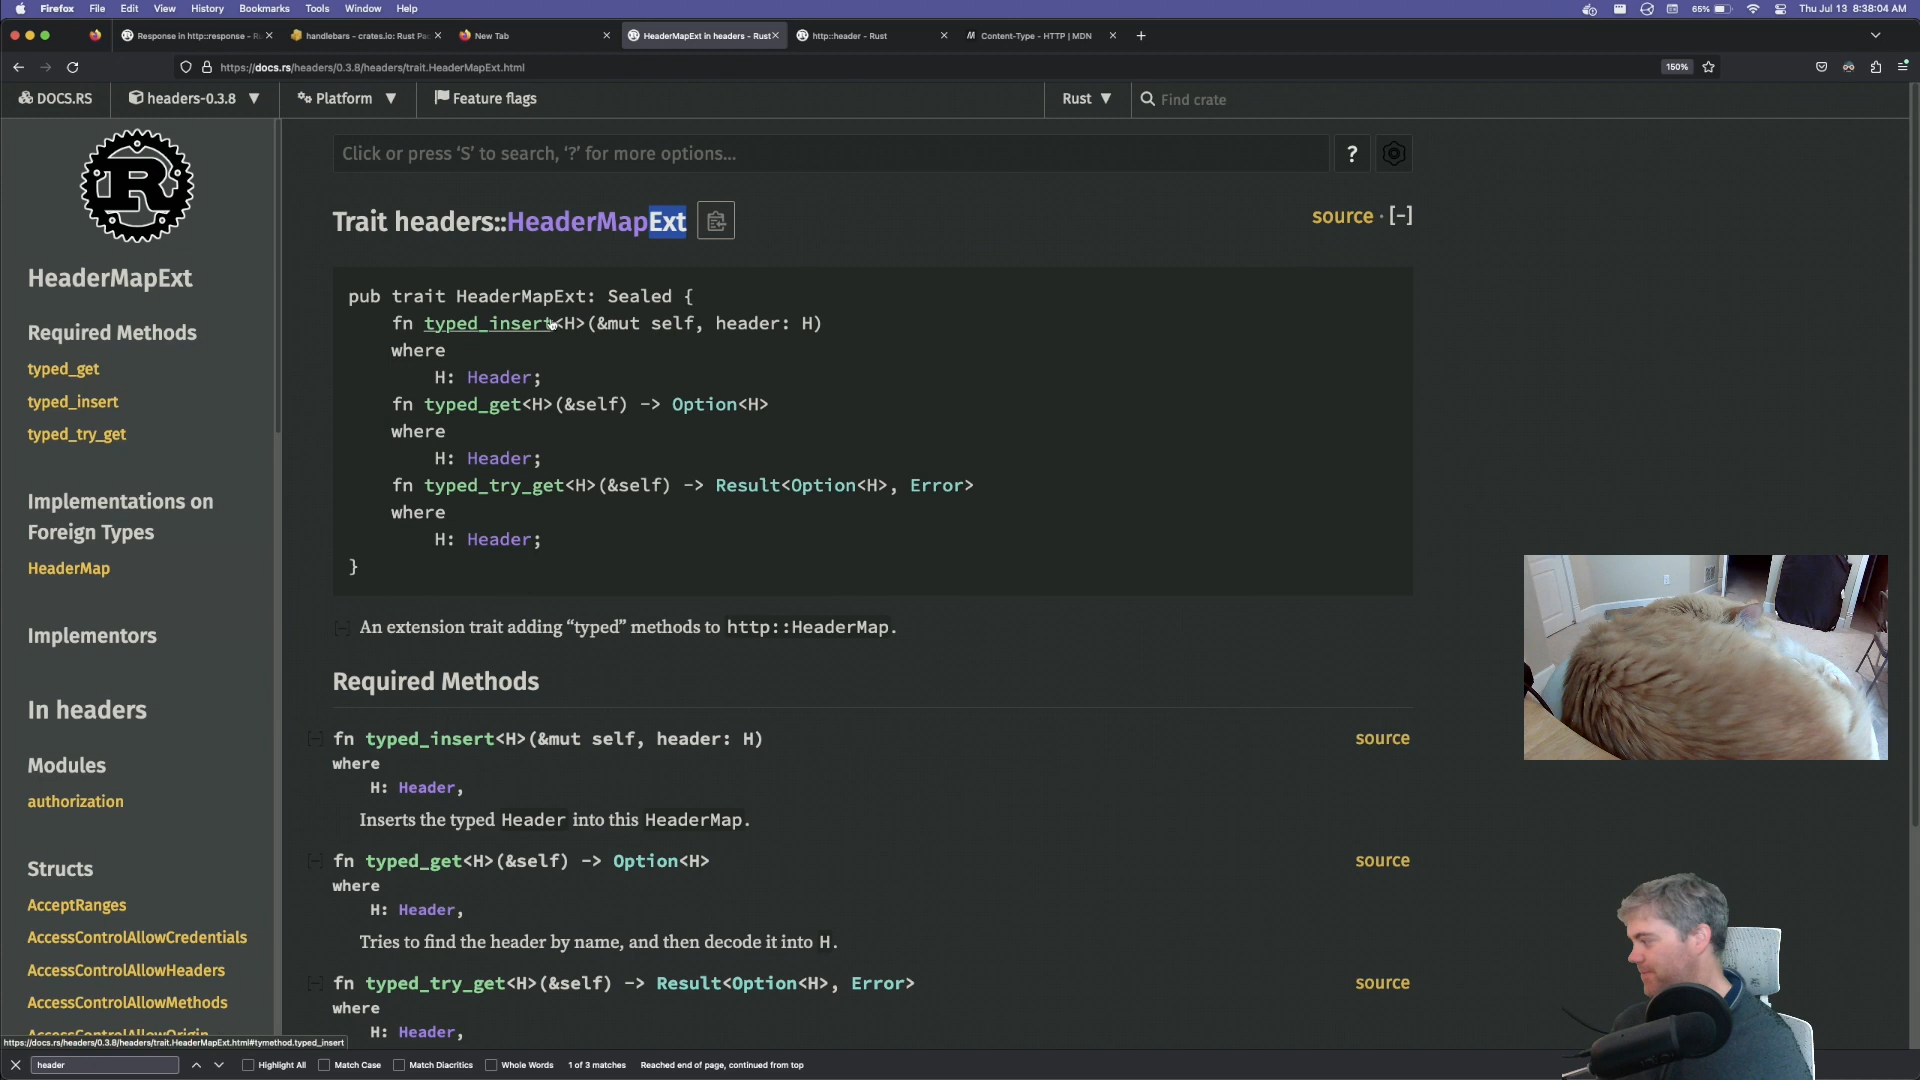 Firefox File Edit View History Bookmarks Tools Window Help 65% Thu Jul 13 8:38:04 AM
Response in http::response - Ru handlebars - crates.io: Rust Pac New Tab HeaderMapExt in headers - Rust http::header - Rust Content-Type - HTTP | MDN
https://docs.rs/headers/0.3.8/headers/trait.HeaderMapExt.html 150%
DOCS.RS headers-0.3.8 Platform Feature flags Rust Find crate
Click or press ‘S’ to search, ‘?’ for more options… ?
Trait headers::HeaderMapExt source · [-]
HeaderMapExt
Required Methods
typed_get
typed_insert
typed_try_get
Implementations on
Foreign Types
HeaderMap
Implementors
In headers
Modules
authorization
Structs
AcceptRanges
AccessControlAllowCredentials
AccessControlAllowHeaders
AccessControlAllowMethods
AccessControlAllowOrigin
pub trait HeaderMapExt: Sealed {
fn typed_insert<H>(&mut self, header: H)
where
H: Header;
fn typed_get<H>(&self) -> Option<H>
where
H: Header;
fn typed_try_get<H>(&self) -> Result<Option<H>, Error>
where
H: Header;
}
[-] An extension trait adding “typed” methods to http::HeaderMap.
Required Methods
[-] fn typed_insert<H>(&mut self, header: H) source
where
H: Header,
Inserts the typed Header into this HeaderMap.
[-] fn typed_get<H>(&self) -> Option<H> source
where
H: Header,
Tries to find the header by name, and then decode it into H.
[-] fn typed_try_get<H>(&self) -> Result<Option<H>, Error> source
where
H: Header,
https://docs.rs/headers/0.3.8/headers/trait.HeaderMapExt.html#tymethod.typed_insert
header Highlight All Match Case Match Diacritics Whole Words 1 of 3 matches Reached end of page, continued from top